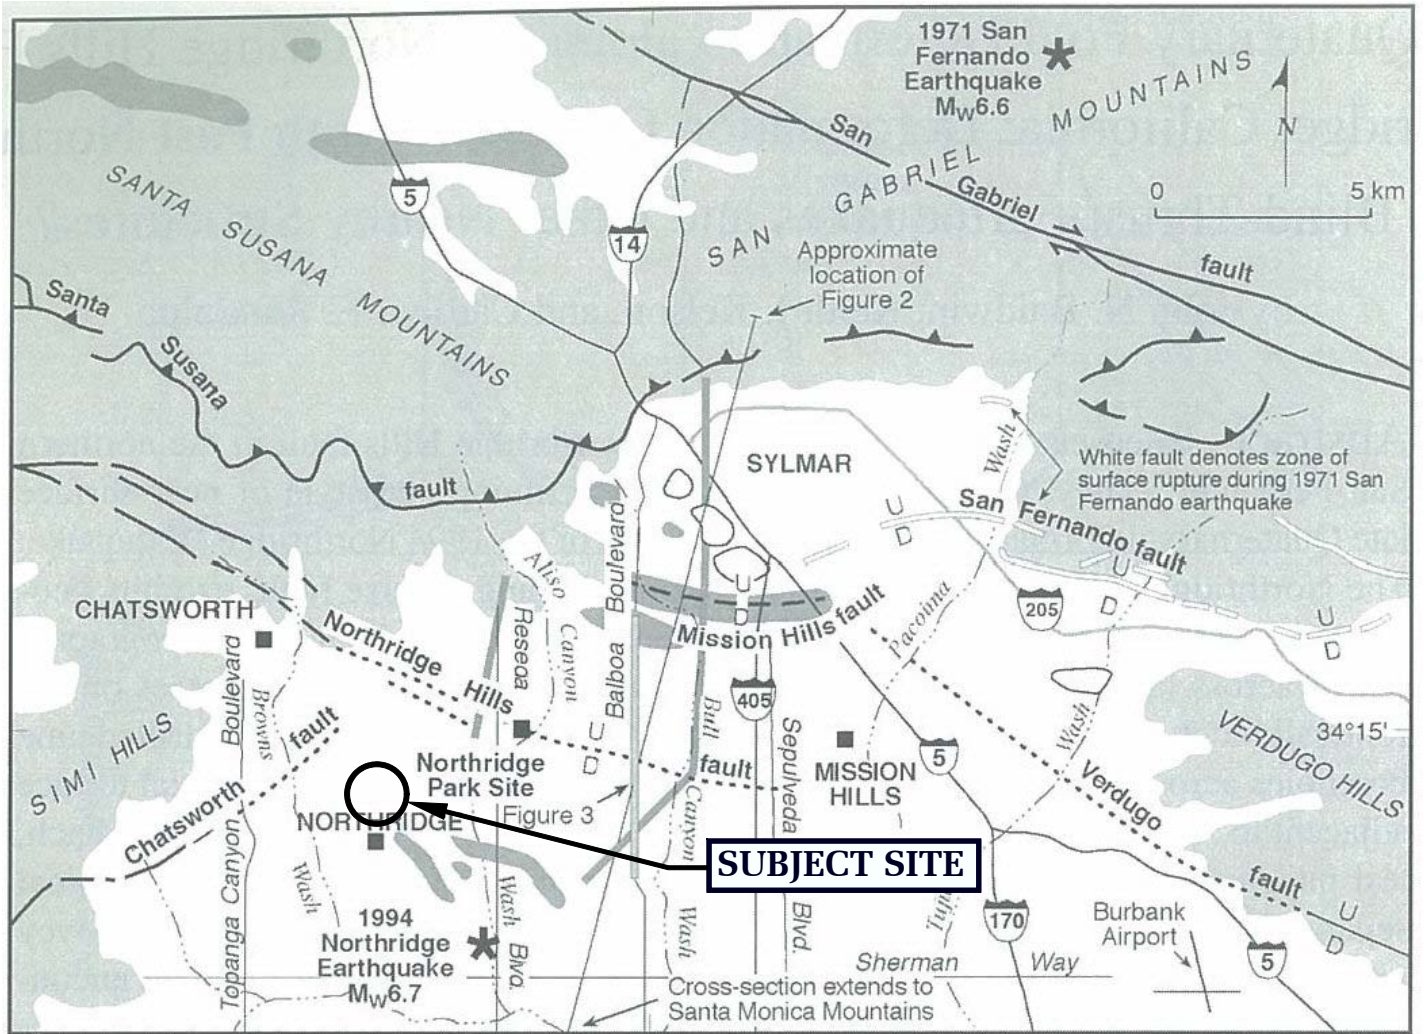 1971 San
Fernando
Earthquake
MW6.6
SAN GABRIEL MOUNTAINS
N
0 5 km
San
Gabriel
fault
5
14
SANTA SUSANA MOUNTAINS
Approximate
location of
Figure 2
Santa
Susana
fault
SYLMAR
Wash
White fault denotes zone of
surface rupture during 1971 San
Fernando earthquake
San Fernando fault
U
D
U
D
U
D
205
Aliso
Canyon
Balboa Boulevard
Reseoa
U
D
Mission Hills fault
Pacoima
CHATSWORTH
Northridge
Hills
fault
Boulevard
Browns
405
Bull
Sepulveda
U
D
Wash
34°15'
SIMI HILLS
VERDUGO HILLS
Chatsworth
fault
Northridge
Park Site
MISSION
HILLS
5
Verdugo
fault
NORTHRIDGE
Figure 3
Canyon
SUBJECT SITE
Topanga Canyon
Wash
Wash
Blvd.
Wash
Blvd.
170
Burbank
Airport
U
D
5
1994
Northridge
Earthquake
MW6.7
Sherman Way
Cross-section extends to
Santa Monica Mountains